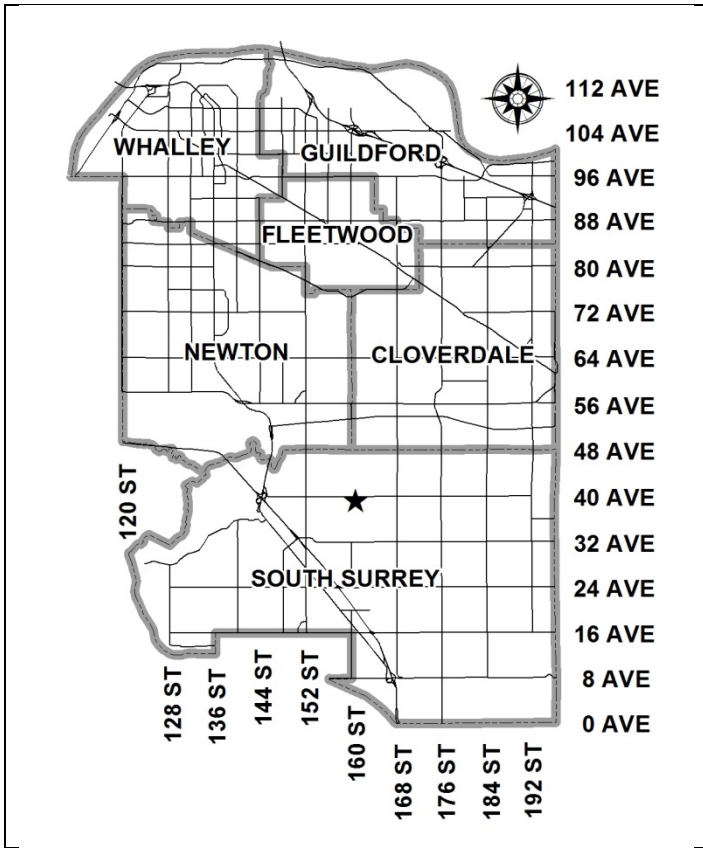 112 AVE
104 AVE
WHALLEY
GUILDFORD
96 AVE
88 AVE
FLEETWOOD
80 AVE
72 AVE
NEWTON
CLOVERDALE
64 AVE
56 AVE
48 AVE
120 ST
40 AVE
32 AVE
SOUTH SURREY
24 AVE
16 AVE
8 AVE
0 AVE
128 ST
136 ST
144 ST
152 ST
160 ST
168 ST
176 ST
184 ST
192 ST